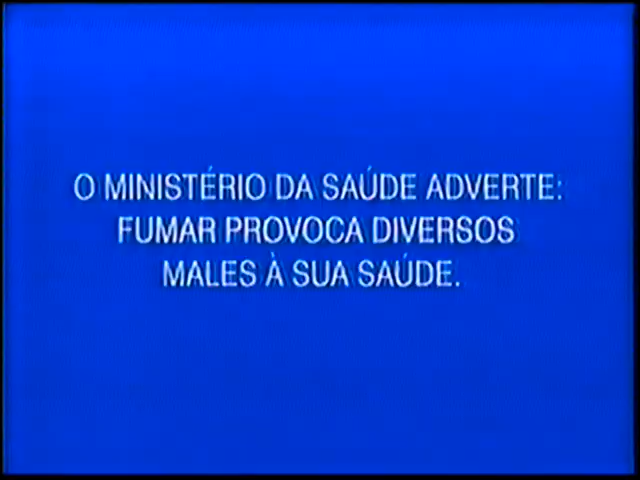 O MINISTÉRIO DA SAÚDE ADVERTE:
FUMAR PROVOCA DIVERSOS
MALES À SUA SAÚDE.